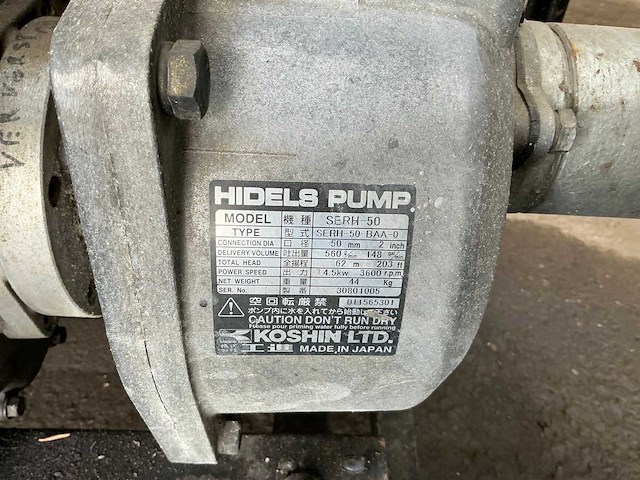 HIDELS PUMP
MODEL 機種 SERH-50
TYPE 型式 SERH-50-BAA-0
CONNECTION DIA 口径 50 mm 2 inch
DELIVERY VOLUME 吐出量 560 148
TOTAL HEAD 全揚程 62 m 203 ft
POWER SPEED 出力 4.5kw 3600 r.p.m
NET WEIGHT 重量 44 Kg
SER. No. 製番 30801005
空回転厳禁 011565301
ポンプ内に水を入れてから始動して下さい
CAUTION DON'T RUN DRY
Please pour priming water fully before running
KOSHIN LTD.
工進 MADE IN JAPAN